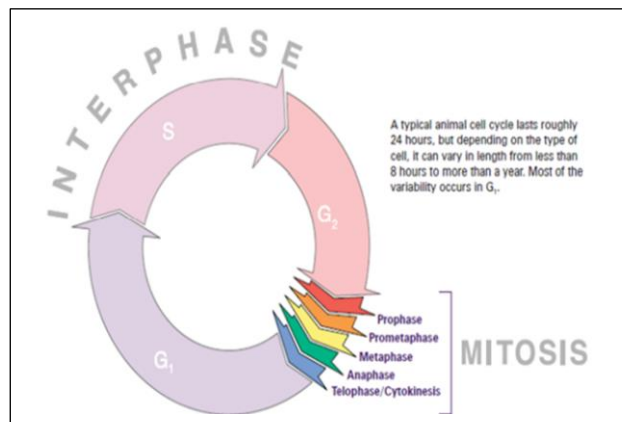 INTERPHASE
S
A typical animal cell cycle lasts roughly
24 hours, but depending on the type of
cell, it can vary in length from less than
8 hours to more than a year. Most of the
variability occurs in G₁.
G₂
Prophase
Prometaphase
Metaphase
MITOSIS
Anaphase
G₁
Telophase/Cytokinesis